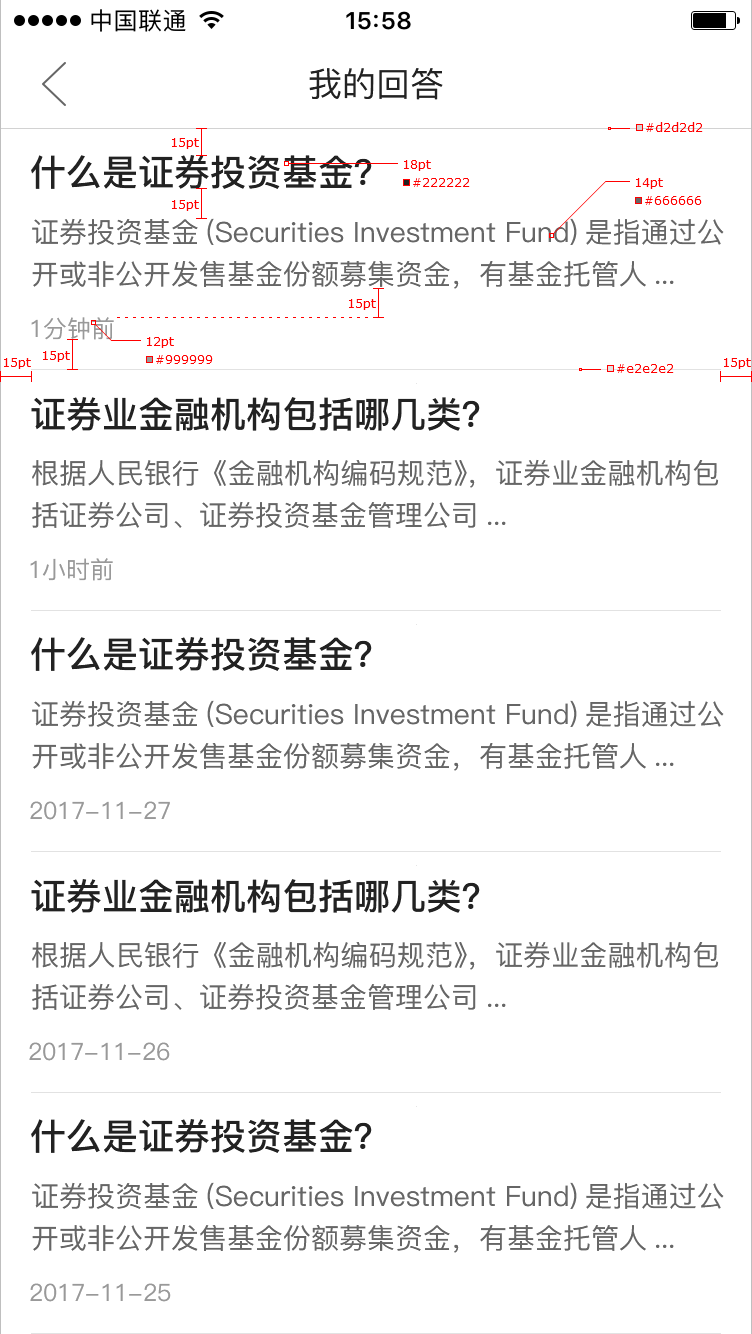 中国联通 15:58
我的回答
#d2d2d2
15pt
什么是证券投资基金?
18pt
#222222
14pt
#666666
15pt
证券投资基金 (Securities Investment Fund) 是指通过公
开或非公开发售基金份额募集资金，有基金托管人 ...
15pt
1分钟前
12pt
#999999
15pt
15pt
#e2e2e2
15pt
证券业金融机构包括哪几类?
根据人民银行《金融机构编码规范》，证券业金融机构包
括证券公司、证券投资基金管理公司 ...
1小时前
什么是证券投资基金?
证券投资基金 (Securities Investment Fund) 是指通过公
开或非公开发售基金份额募集资金，有基金托管人 ...
2017-11-27
证券业金融机构包括哪几类?
根据人民银行《金融机构编码规范》，证券业金融机构包
括证券公司、证券投资基金管理公司 ...
2017-11-26
什么是证券投资基金?
证券投资基金 (Securities Investment Fund) 是指通过公
开或非公开发售基金份额募集资金，有基金托管人 ...
2017-11-25